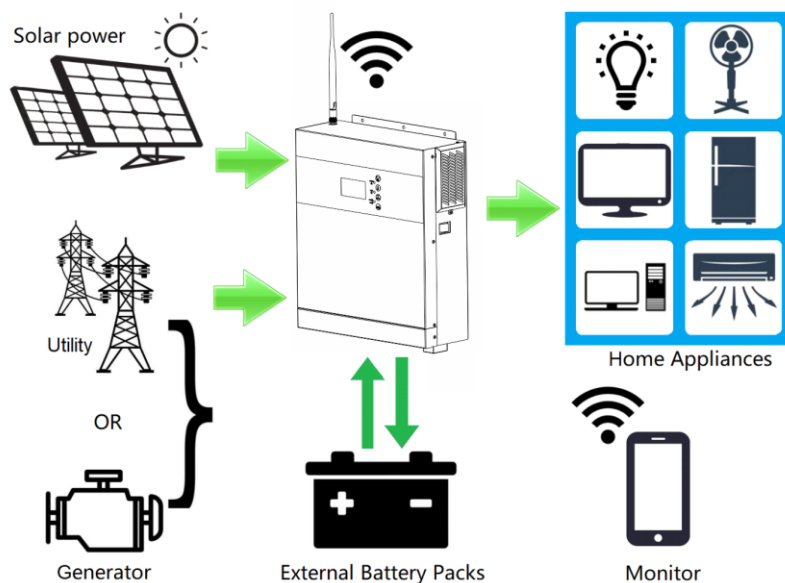 Solar power
Utility
OR
Generator
External Battery Packs
Home Appliances
Monitor